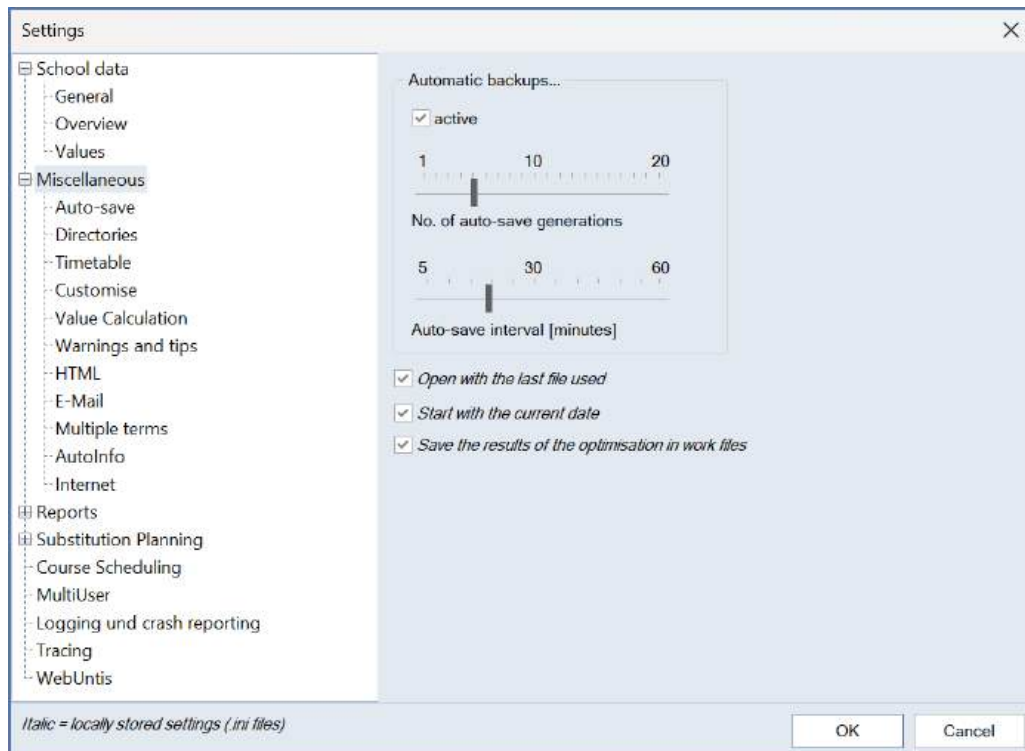 Settings
School data
General
Overview
Values
Miscellaneous
Auto-save
Directories
Timetable
Customise
Value Calculation
Warnings and tips
HTML
E-Mail
Multiple terms
AutoInfo
Internet
Reports
Substitution Planning
Course Scheduling
MultiUser
Logging und crash reporting
Tracing
WebUntis
Automatic backups...
active
1 10 20
No. of auto-save generations
5 30 60
Auto-save interval [minutes]
Open with the last file used
Start with the current date
Save the results of the optimisation in work files
Italic = locally stored settings (.ini files)
OK Cancel